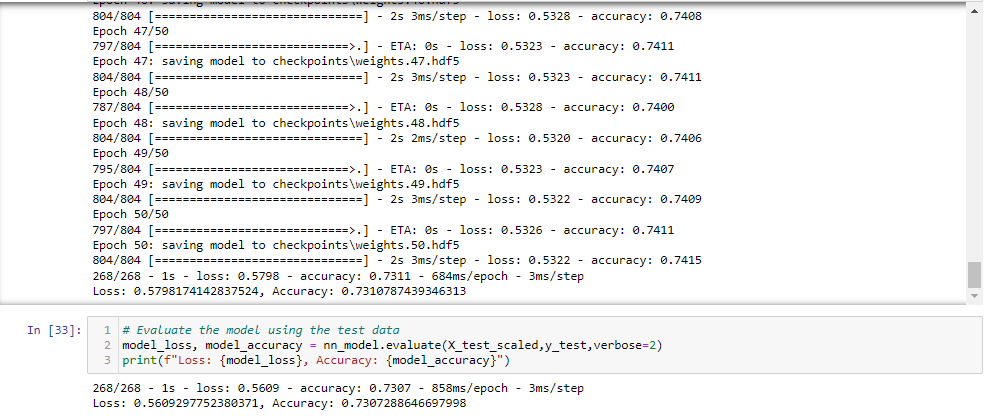 Epoch 46: saving model to checkpoints\weights.46.hdf5
804/804 [==============================] - 2s 3ms/step - loss: 0.5328 - accuracy: 0.7408
Epoch 47/50
797/804 [============================>.] - ETA: 0s - loss: 0.5323 - accuracy: 0.7411
Epoch 47: saving model to checkpoints\weights.47.hdf5
804/804 [==============================] - 2s 3ms/step - loss: 0.5323 - accuracy: 0.7411
Epoch 48/50
787/804 [============================>.] - ETA: 0s - loss: 0.5328 - accuracy: 0.7400
Epoch 48: saving model to checkpoints\weights.48.hdf5
804/804 [==============================] - 2s 2ms/step - loss: 0.5320 - accuracy: 0.7406
Epoch 49/50
795/804 [============================>.] - ETA: 0s - loss: 0.5323 - accuracy: 0.7407
Epoch 49: saving model to checkpoints\weights.49.hdf5
804/804 [==============================] - 2s 3ms/step - loss: 0.5322 - accuracy: 0.7409
Epoch 50/50
797/804 [============================>.] - ETA: 0s - loss: 0.5326 - accuracy: 0.7411
Epoch 50: saving model to checkpoints\weights.50.hdf5
804/804 [==============================] - 2s 3ms/step - loss: 0.5322 - accuracy: 0.7415
268/268 - 1s - loss: 0.5798 - accuracy: 0.7311 - 684ms/epoch - 3ms/step
Loss: 0.5798174142837524, Accuracy: 0.7310787439346313
In [33]: 1 # Evaluate the model using the test data
2 model_loss, model_accuracy = nn_model.evaluate(X_test_scaled,y_test,verbose=2)
3 print(f"Loss: {model_loss}, Accuracy: {model_accuracy}")
268/268 - 1s - loss: 0.5609 - accuracy: 0.7307 - 858ms/epoch - 3ms/step
Loss: 0.5609297752380371, Accuracy: 0.7307288646697998